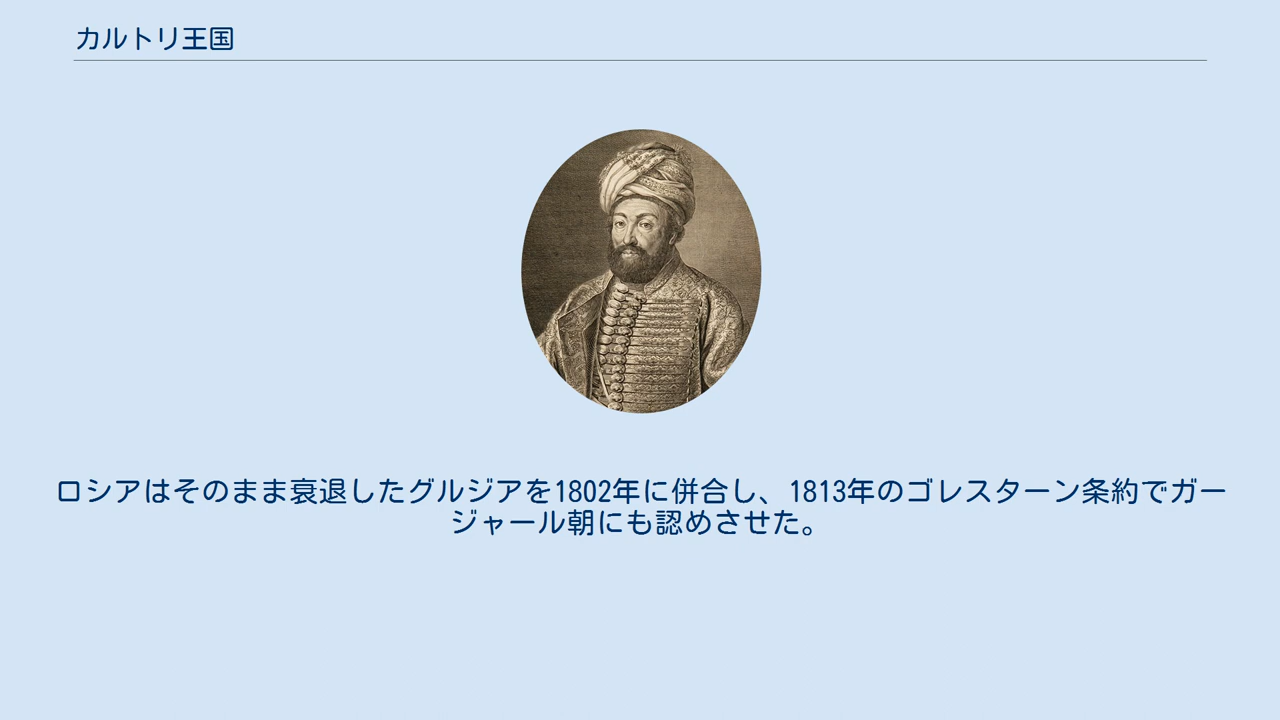 カルトリ王国
ロシアはそのまま衰退したグルジアを1802年に併合し、1813年のゴレスターン条約でガー
ジャール朝にも認めさせた。